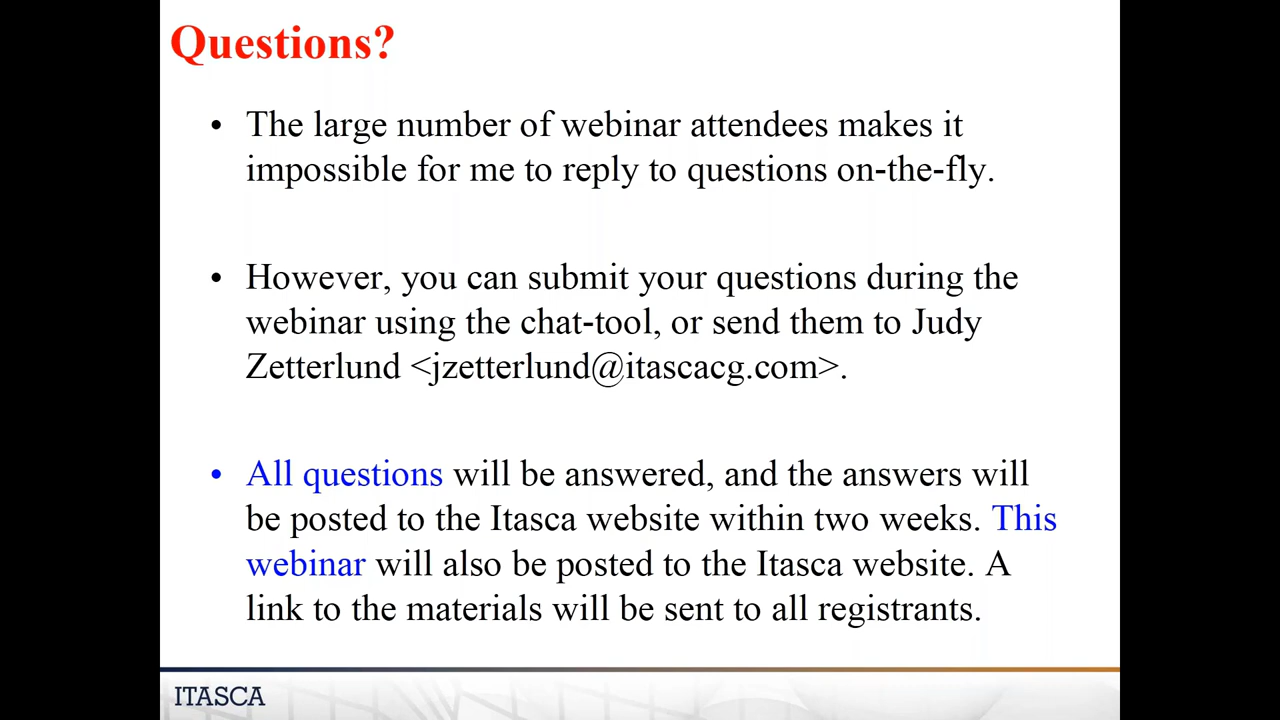 Questions?
• The large number of webinar attendees makes it
impossible for me to reply to questions on-the-fly.
• However, you can submit your questions during the
webinar using the chat-tool, or send them to Judy
Zetterlund <jzetterlund@itascacg.com>.
• All questions will be answered, and the answers will
be posted to the Itasca website within two weeks. This
webinar will also be posted to the Itasca website. A
link to the materials will be sent to all registrants.
ITASCA